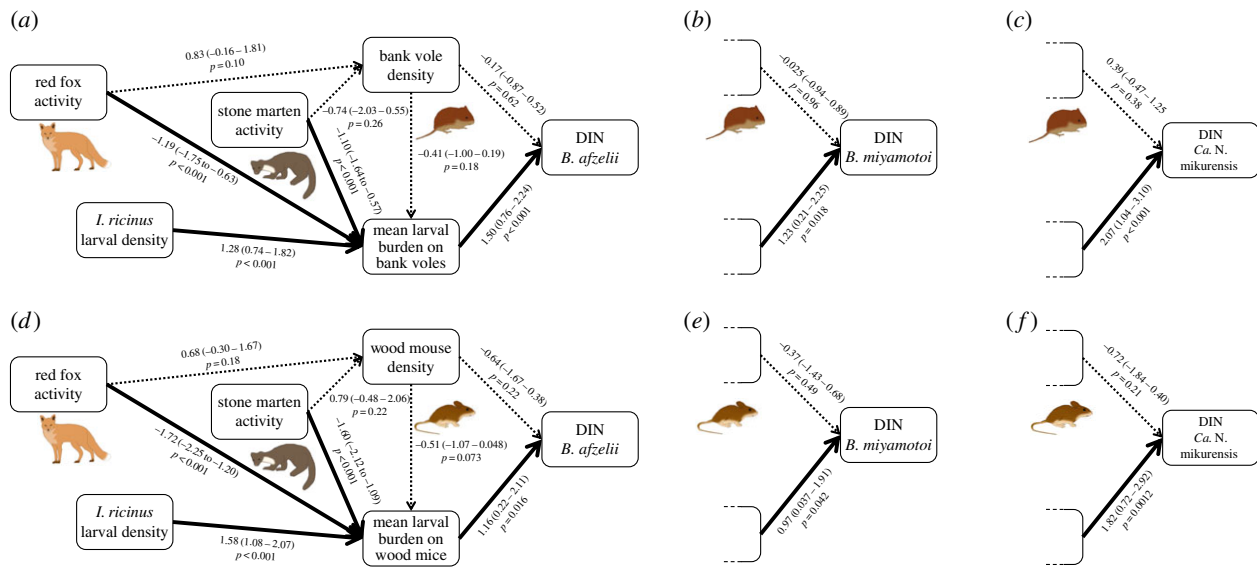 (a)
red fox
activity
0.83 (−0.16 – 1.81)
p = 0.10
bank vole
density
stone marten
activity
−0.74 (−2.03 – 0.55)
p = 0.26
−0.17 (−0.87 – 0.52)
p = 0.62
DIN
B. afzelii
−1.19 (−1.75 to −0.63)
p < 0.001
−1.10 (−1.64 to −0.57)
p < 0.001
−0.41 (−1.00 – 0.19)
p = 0.18
I. ricinus
larval density
1.28 (0.74 – 1.82)
p < 0.001
mean larval
burden on
bank voles
1.50 (0.76 – 2.24)
p < 0.001
(b)
−0.025 (−0.94 – 0.89)
p = 0.96
DIN
B. miyamotoi
1.23 (0.21 – 2.25)
p = 0.018
(c)
0.39 (−0.47 – 1.25
p = 0.38
DIN
Ca. N.
mikurensis
2.07 (1.04 – 3.10)
p < 0.001
(d)
red fox
activity
0.68 (−0.30 – 1.67)
p = 0.18
wood mouse
density
stone marten
activity
0.79 (−0.48 – 2.06)
p = 0.22
−0.64 (−1.67 – 0.38)
p = 0.22
DIN
B. afzelii
−1.72 (−2.25 to −1.20)
p < 0.001
−1.60 (−2.12 to −1.09)
p < 0.001
−0.51 (−1.07 – 0.048)
p = 0.073
I. ricinus
larval density
1.58 (1.08 – 2.07)
p < 0.001
mean larval
burden on
wood mice
1.16 (0.22 – 2.11)
p = 0.016
(e)
−0.37 (−1.43 – 0.68)
p = 0.49
DIN
B. miyamotoi
0.97 (0.037 – 1.91)
p = 0.042
(f)
−0.72 (−1.84 – 0.40)
p = 0.21
DIN
Ca. N.
mikurensis
1.82 (0.72 – 2.92)
p = 0.0012